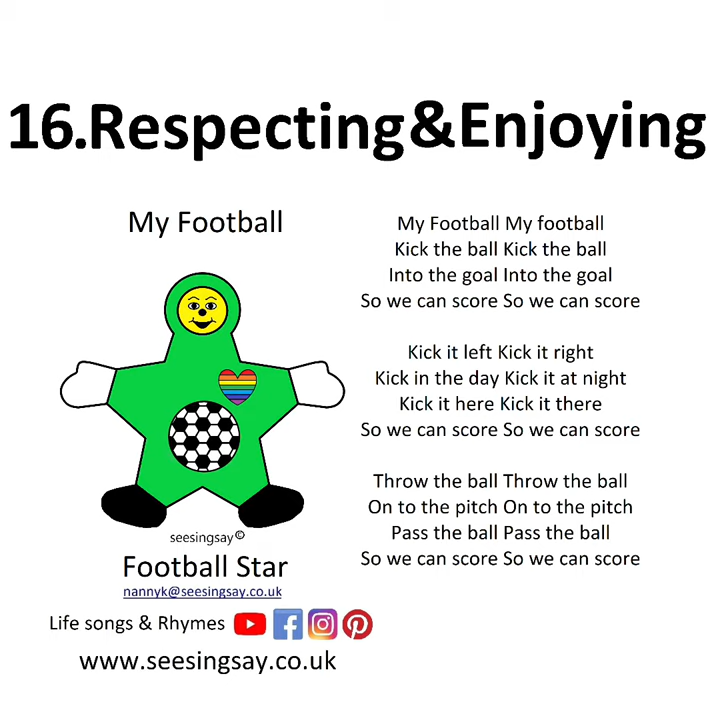 16.Respecting&Enjoying
My Football
My Football My football
Kick the ball Kick the ball
Into the goal Into the goal
So we can score So we can score
Kick it left Kick it right
Kick in the day Kick it at night
Kick it here Kick it there
So we can score So we can score
Throw the ball Throw the ball
On to the pitch On to the pitch
Pass the ball Pass the ball
So we can score So we can score
seesingsay©
Football Star
nannyk@seesingsay.co.uk
Life songs & Rhymes
www.seesingsay.co.uk